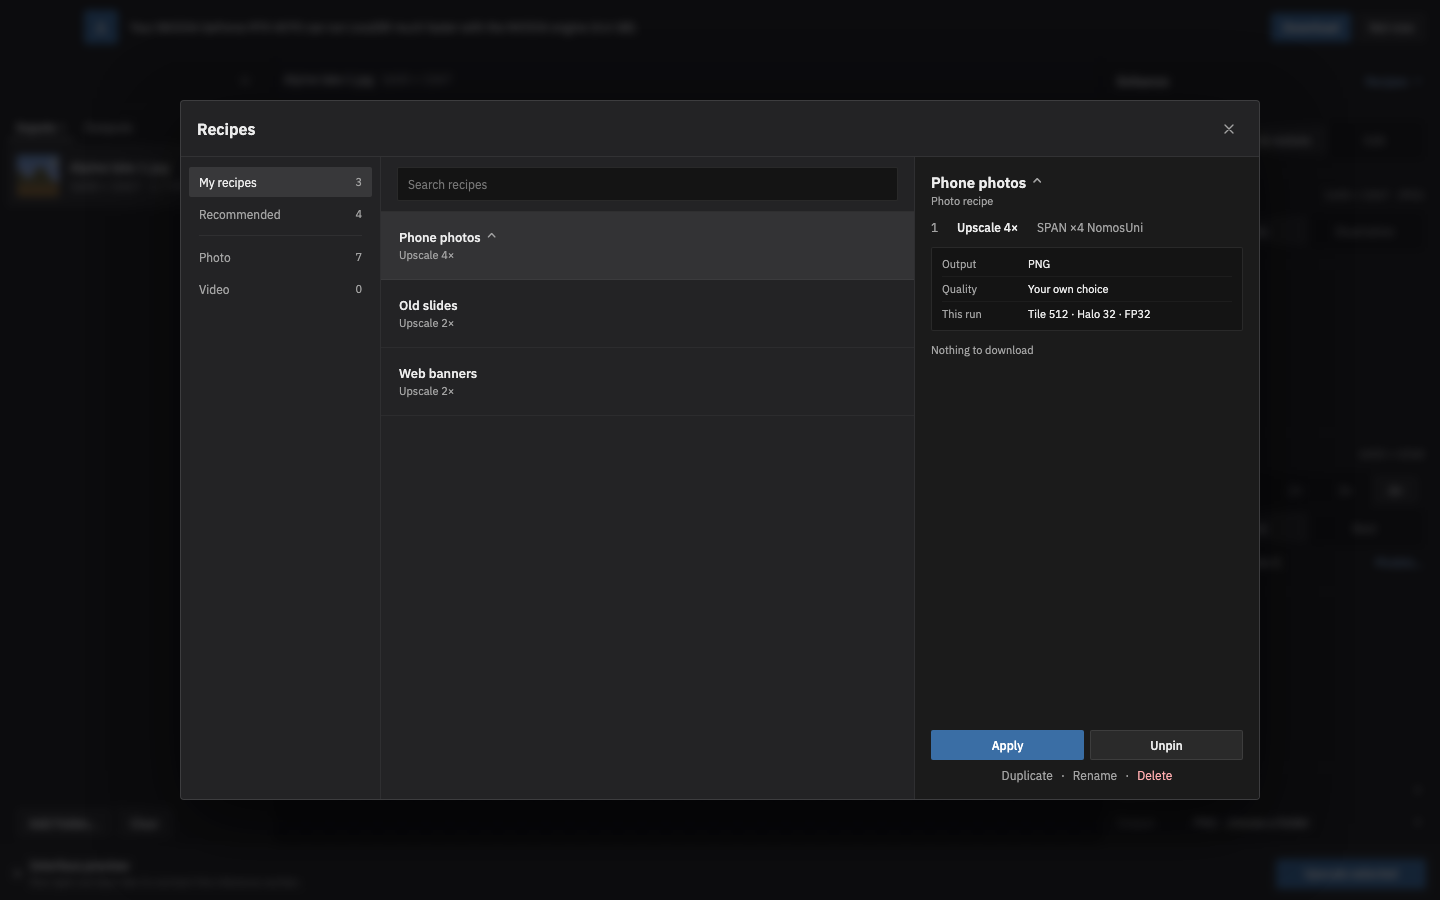 Recipes
My recipes 3
Recommended 4
Photo 7
Video 0
Search recipes
Phone photos
Upscale 4×
Old slides
Upscale 2×
Web banners
Upscale 2×
Phone photos
Photo recipe
1 Upscale 4× SPAN ×4 NomosUni
Output PNG
Quality Your own choice
This run Tile 512 · Halo 32 · FP32
Nothing to download
Apply Unpin
Duplicate · Rename · Delete